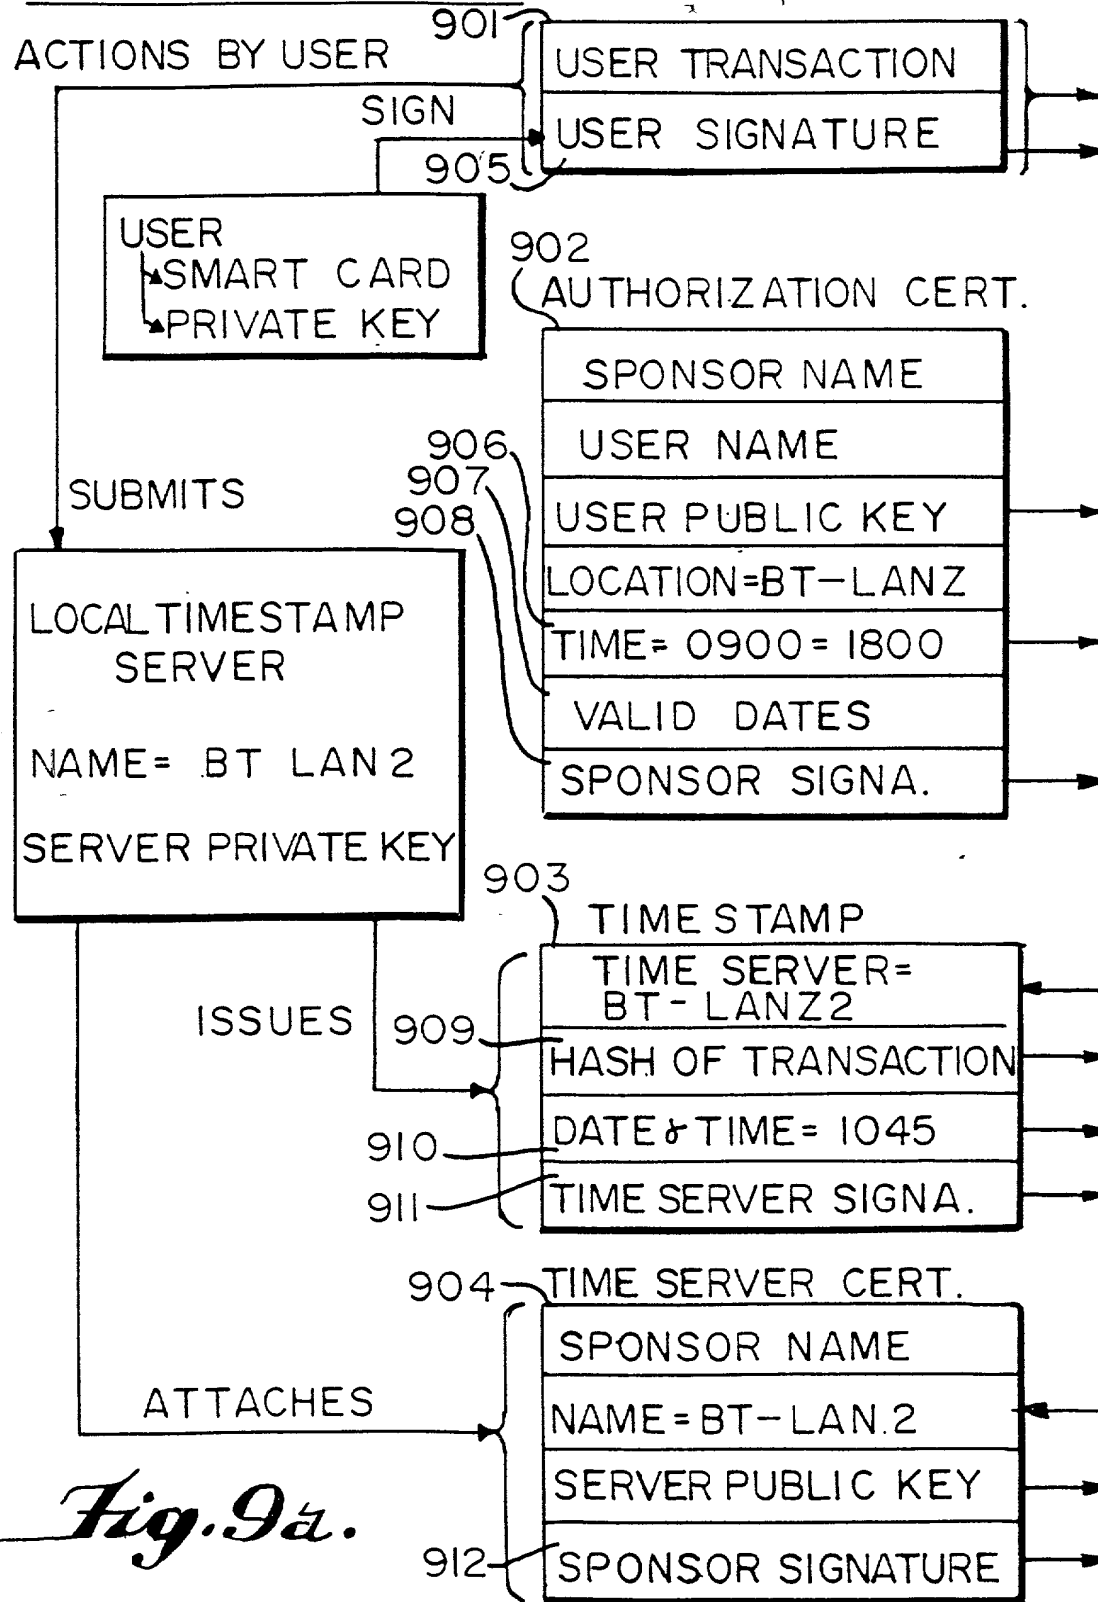 901
ACTIONS BY USER
USER TRANSACTION
SIGN
USER SIGNATURE
905
USER
SMART CARD
PRIVATE KEY
902
AUTHORIZATION CERT.
SPONSOR NAME
906
USER NAME
907
908
USER PUBLIC KEY
LOCATION=BT-LANZ
TIME= 0900=1800
VALID DATES
SPONSOR SIGNA.
SUBMITS
LOCAL TIMESTAMP
SERVER
NAME= BT LAN 2
SERVER PRIVATE KEY
903
TIME STAMP
TIME SERVER=
BT-LANZ2
ISSUES
909
HASH OF TRANSACTION
910
DATE & TIME= 1045
911
TIME SERVER SIGNA.
904
TIME SERVER CERT.
SPONSOR NAME
ATTACHES
NAME=BT-LAN.2
SERVER PUBLIC KEY
912
SPONSOR SIGNATURE
Fig. 9a.